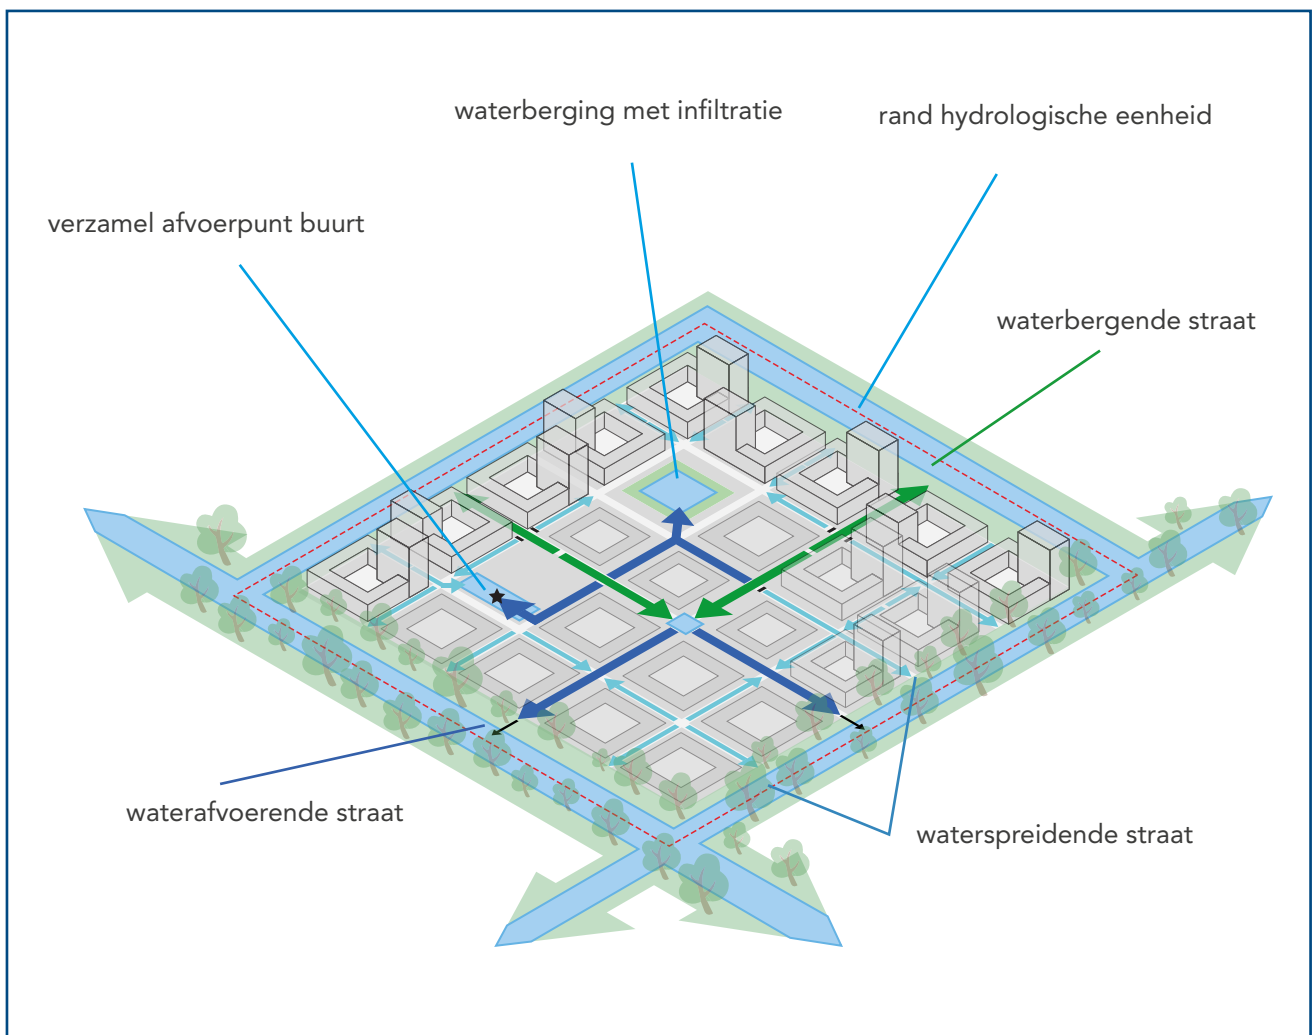 waterberging met infiltratie
rand hydrologische eenheid
verzamel afvoerpunt buurt
waterbergende straat
waterafvoerende straat
waterspreidende straat